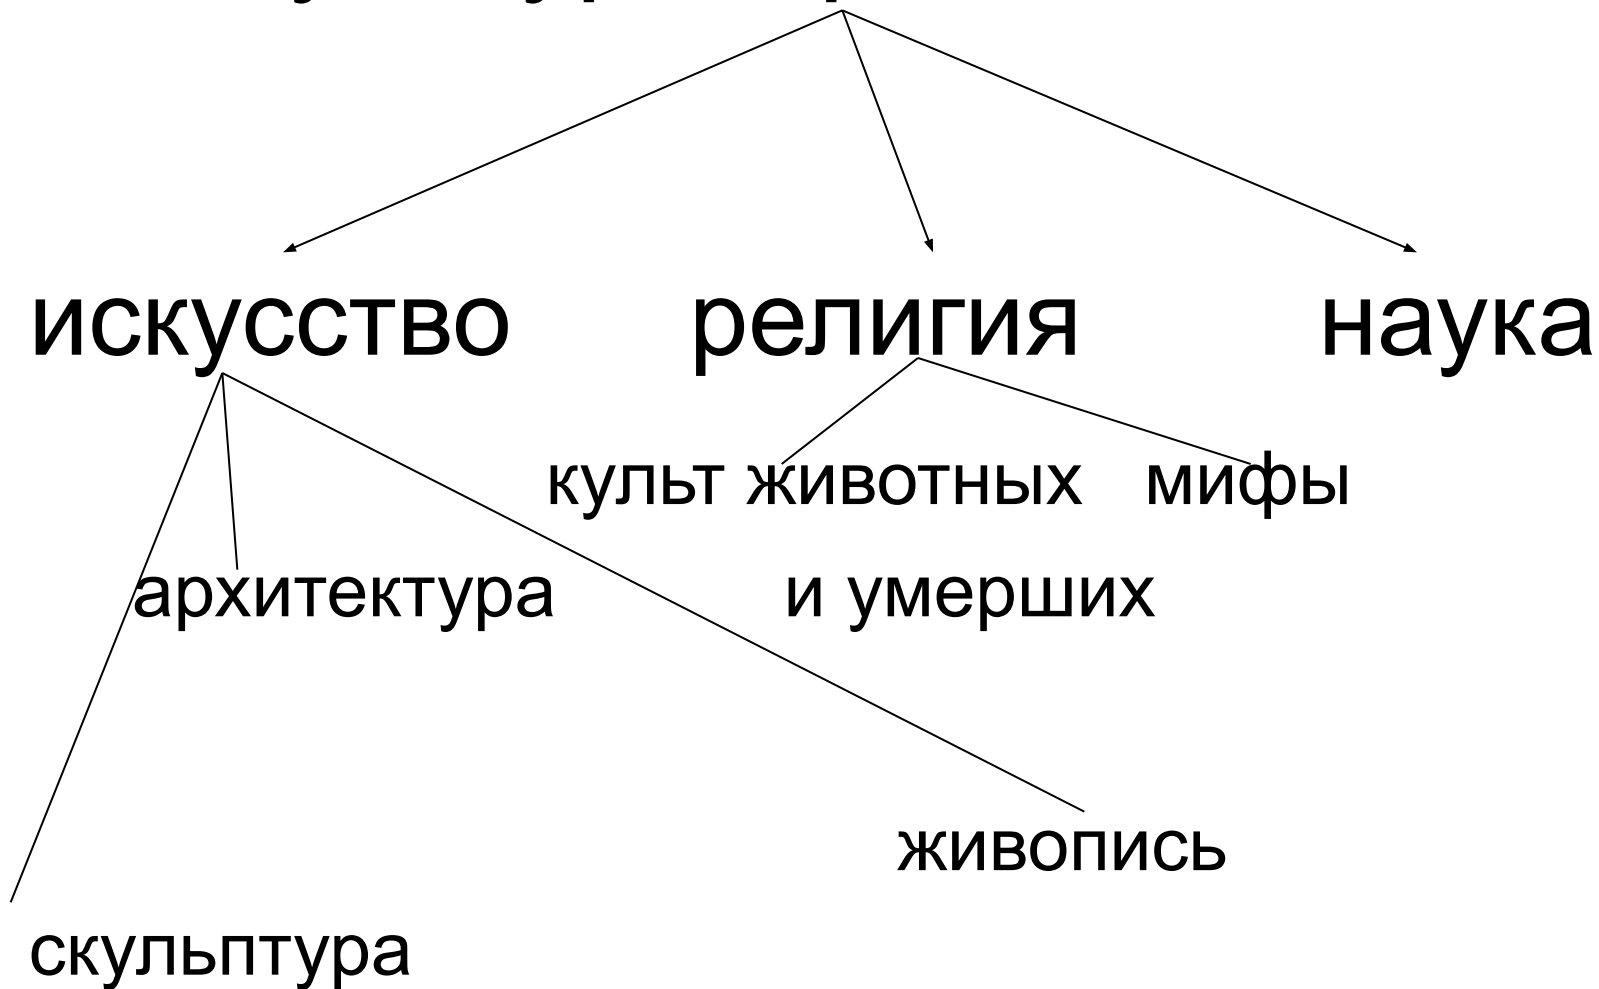 искусство религия наука
культ животных мифы
архитектура и умерших
живопись
скульптура